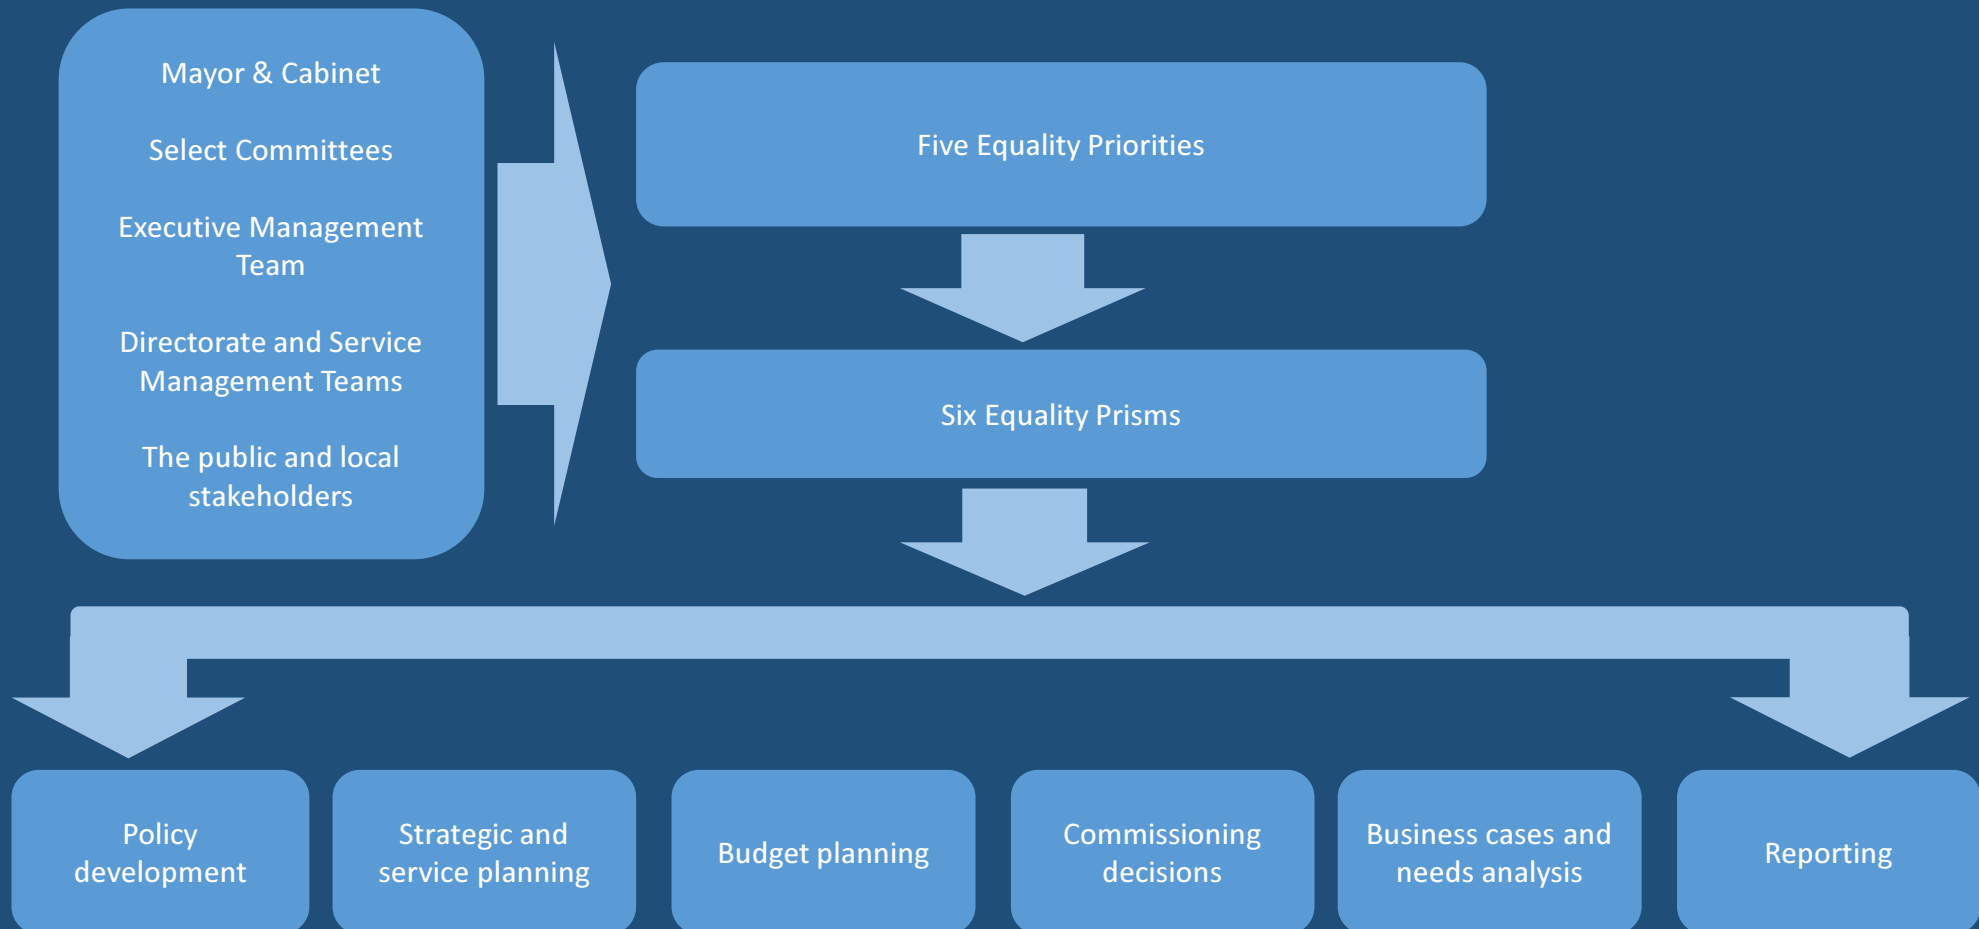 Mayor & Cabinet
Select Committees
Executive Management
Team
Directorate and Service
Management Teams
The public and local
stakeholders
Five Equality Priorities
Six Equality Prisms
Policy
development
Strategic and
service planning
Budget planning
Commissioning
decisions
Business cases and
needs analysis
Reporting